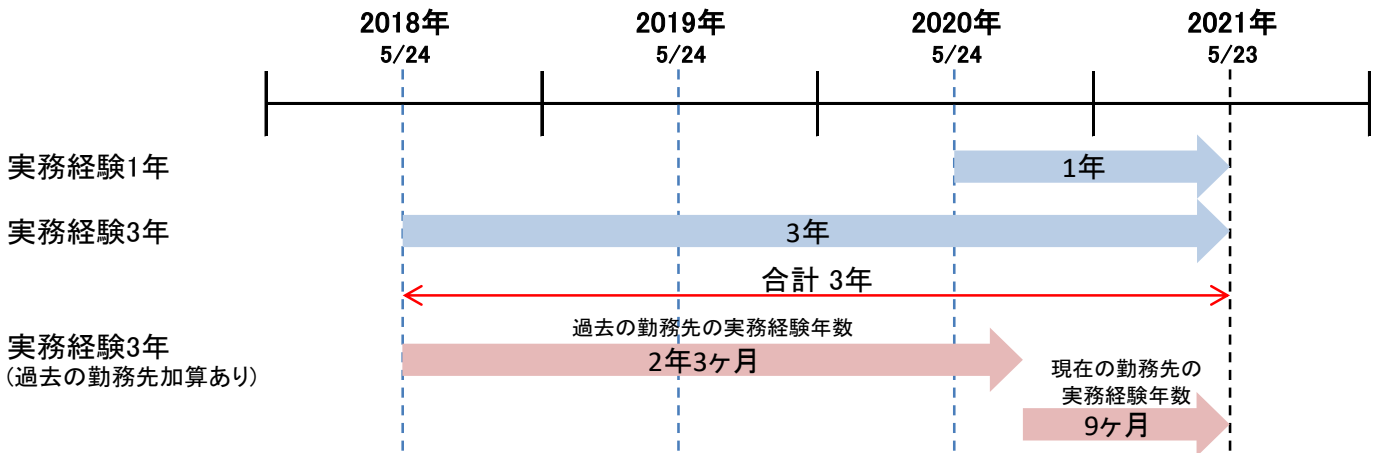 2018年 2019年 2020年 2021年
5/24 5/24 5/24 5/23
実務経験1年 1年
実務経験3年 3年
合計 3年
過去の勤務先の実務経験年数
実務経験3年 2年3ヶ月
(過去の勤務先加算あり)
現在の勤務先の
実務経験年数
9ヶ月